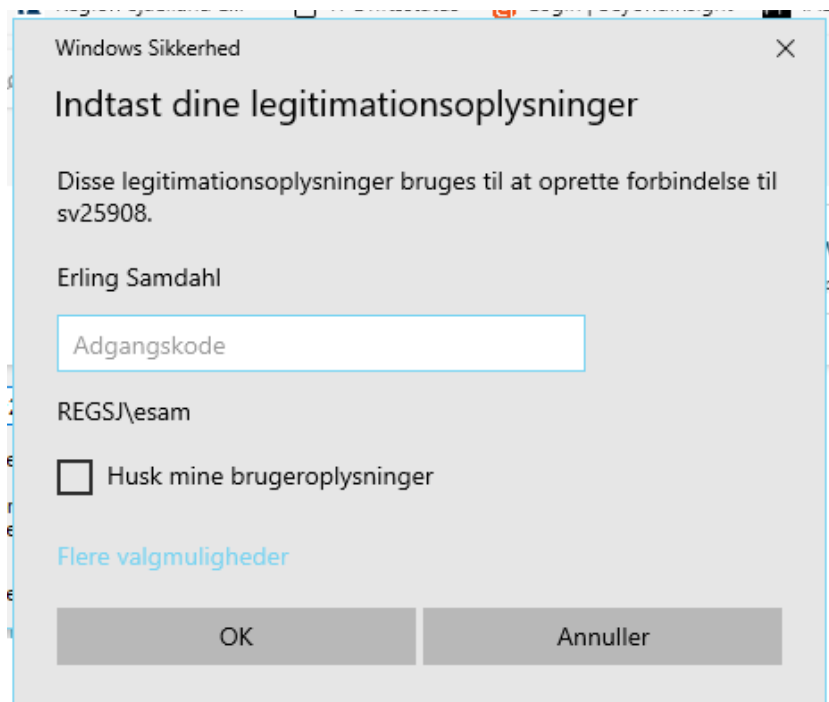 Windows Sikkerhed
Indtast dine legitimationsoplysninger
Disse legitimationsoplysninger bruges til at oprette forbindelse til
sv25908.
Erling Samdahl
Adgangskode
REGSJ\esam
Husk mine brugeroplysninger
Flere valgmuligheder
OK
Annuller